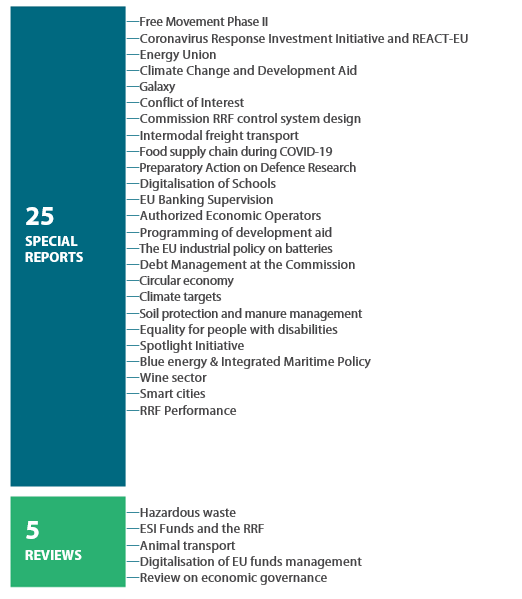 25
SPECIAL
REPORTS
Free Movement Phase II
Coronavirus Response Investment Initiative and REACT-EU
Energy Union
Climate Change and Development Aid
Galaxy
Conflict of Interest
Commission RRF control system design
Intermodal freight transport
Food supply chain during COVID-19
Preparatory Action on Defence Research
Digitalisation of Schools
EU Banking Supervision
Authorized Economic Operators
Programming of development aid
The EU industrial policy on batteries
Debt Management at the Commission
Circular economy
Climate targets
Soil protection and manure management
Equality for people with disabilities
Spotlight Initiative
Blue energy & Integrated Maritime Policy
Wine sector
Smart cities
RRF Performance
5
REVIEWS
Hazardous waste
ESI Funds and the RRF
Animal transport
Digitalisation of EU funds management
Review on economic governance